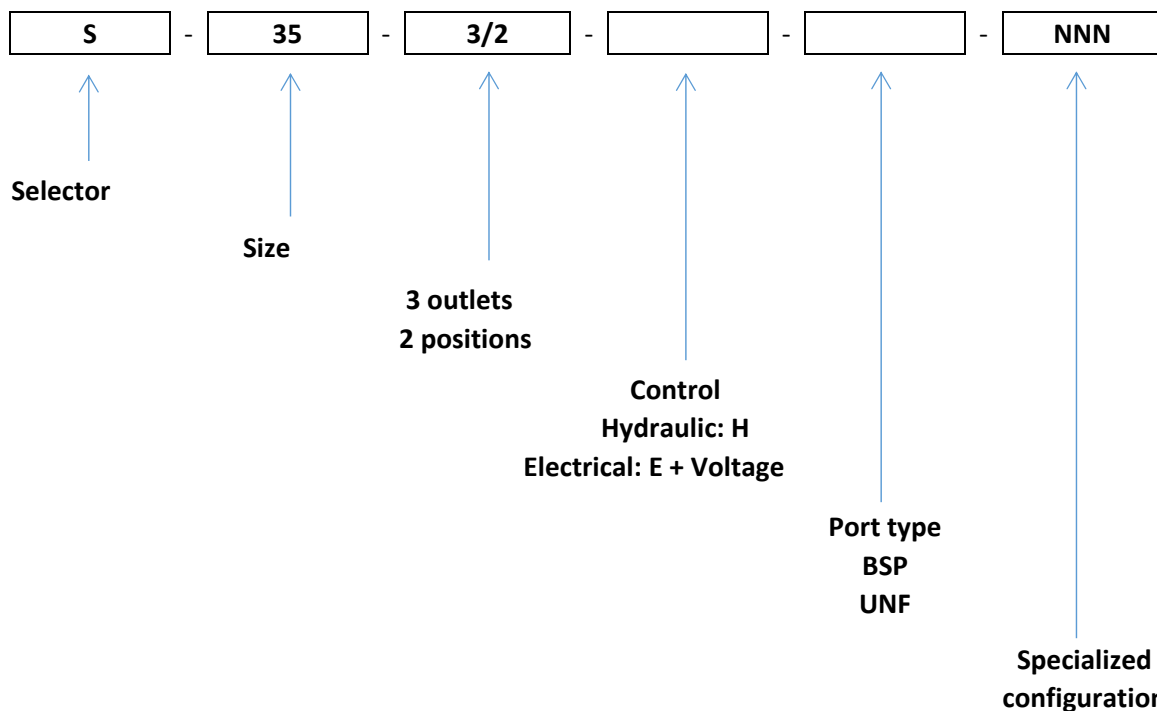 S - 35 - 3/2 - - - NNN
Selector
Size
3 outlets
2 positions
Control
Hydraulic: H
Electrical: E + Voltage
Port type
BSP
UNF
Specialized
configuration